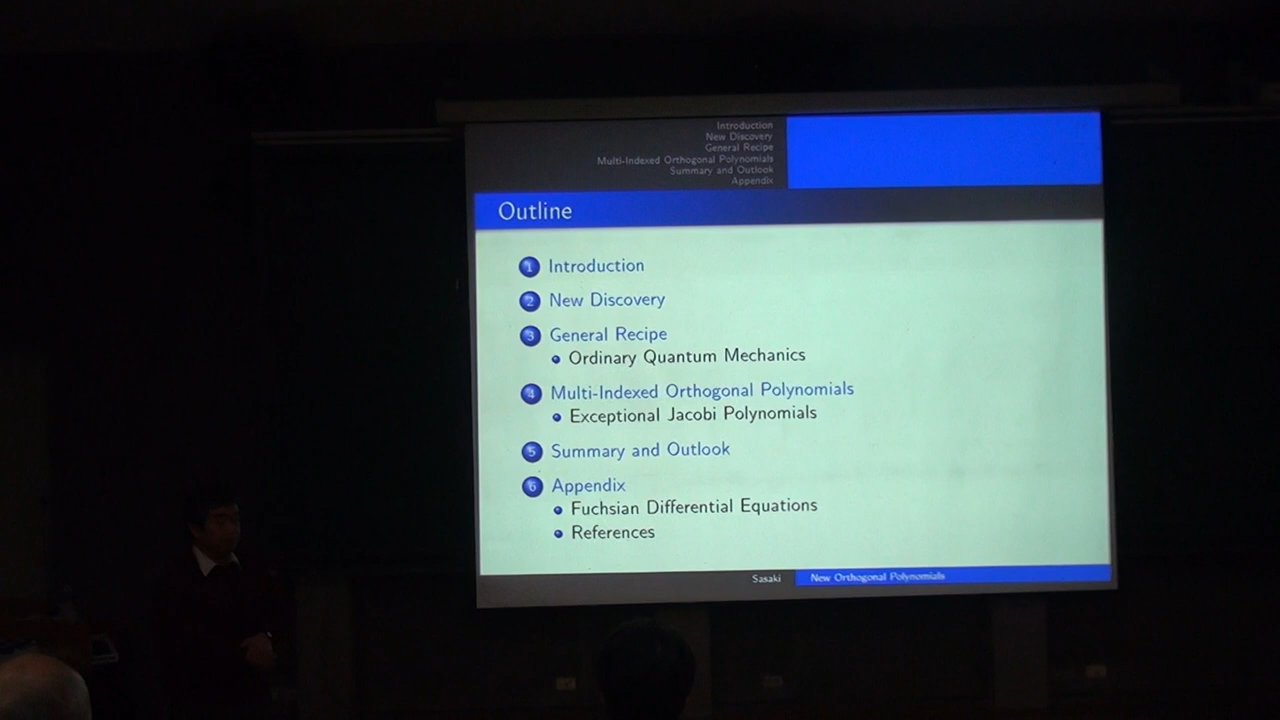 Introduction
New Discovery
General Recipe
Multi-Indexed Orthogonal Polynomials
Summary and Outlook
Appendix
Outline
1 Introduction
2 New Discovery
3 General Recipe
Ordinary Quantum Mechanics
4 Multi-Indexed Orthogonal Polynomials
Exceptional Jacobi Polynomials
5 Summary and Outlook
6 Appendix
Fuchsian Differential Equations
References
Sasaki New Orthogonal Polynomials